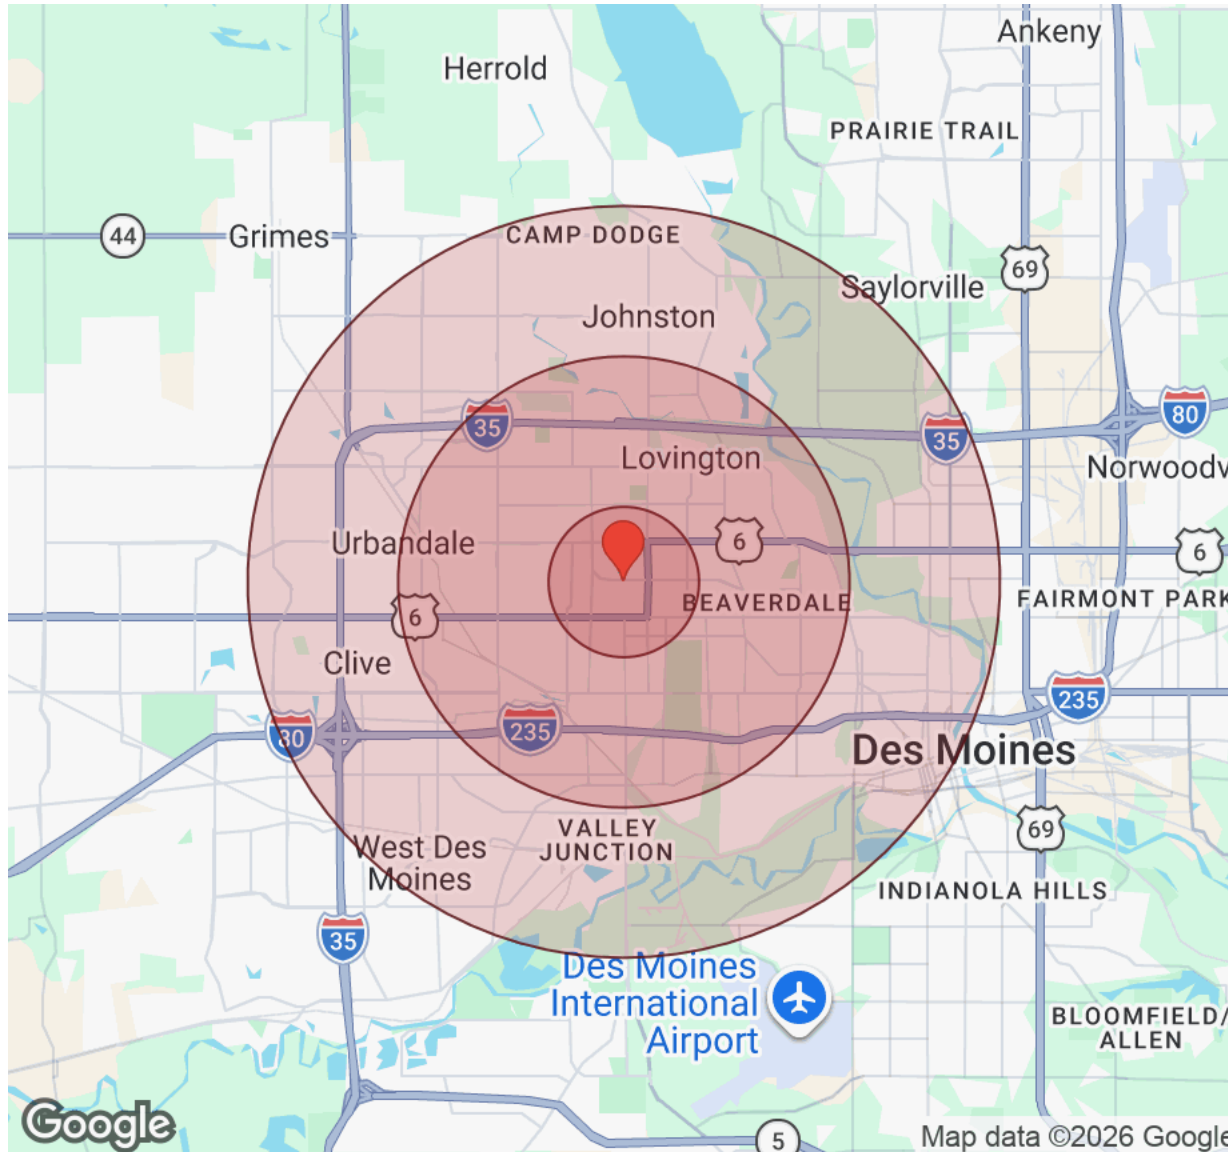 Ankeny
Herrold
PRAIRIE TRAIL
44
Grimes
CAMP DODGE
69
Saylorville
Johnston
80
35
35
Lovington
Norwoodv
Urbandale
6
6
6
BEAVERDALE
FAIRMONT PARK
Clive
235
80
235
Des Moines
VALLEY
JUNCTION
69
West Des
Moines
INDIANOLA HILLS
35
Des Moines
International
Airport
BLOOMFIELD/
ALLEN
Google
5
Map data ©2026 Google